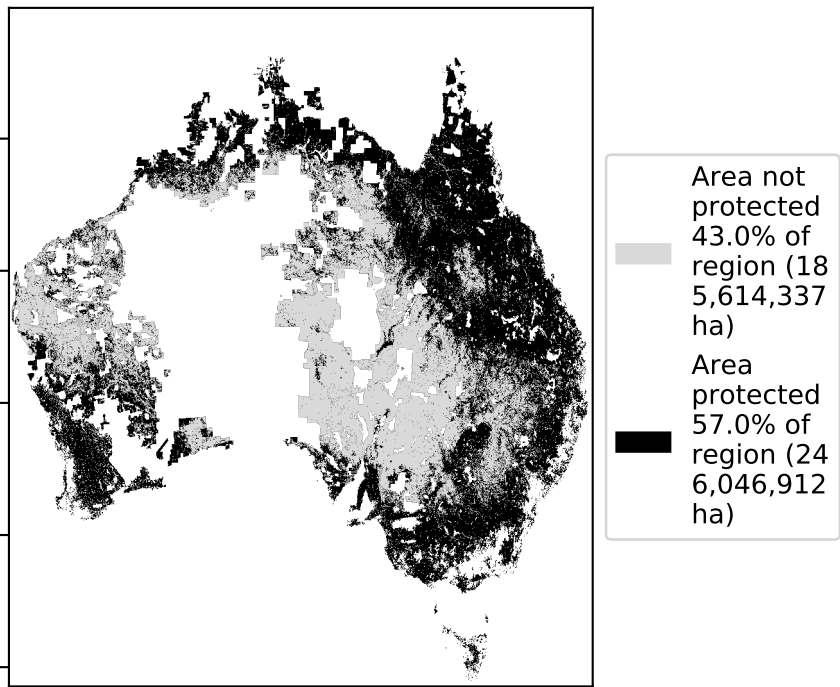 Area not
protected
43.0% of
region (18
5,614,337
ha)
Area
protected
57.0% of
region (24
6,046,912
ha)